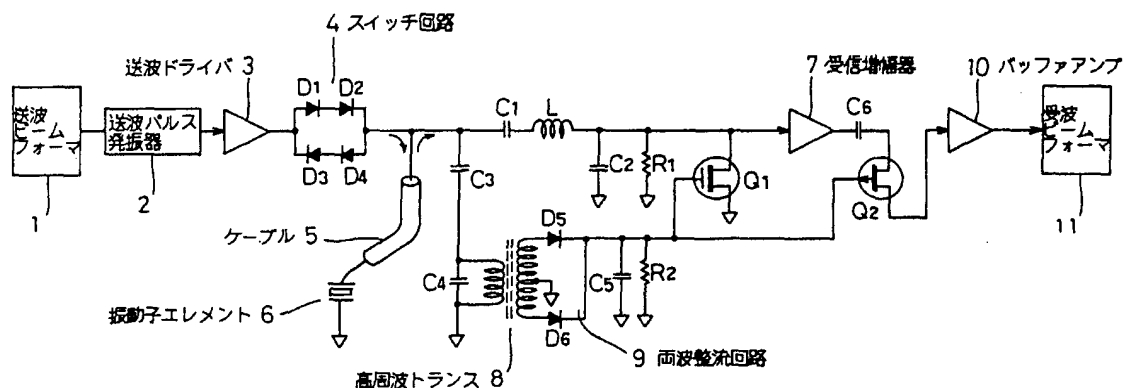 4 スイッチ回路
送波ドライバ 3
7 受信増幅器
10 バッファアンプ
送波
ビーム
フォーマ
1
送波パルス
発振器
2
D1
D2
D3
D4
C1
L
C2
R1
Q1
C6
Q2
受波
ビーム
フォーマ
11
C3
ケーブル 5
振動子エレメント 6
C4
D5
D6
C5
R2
9 両波整流回路
高周波トランス 8